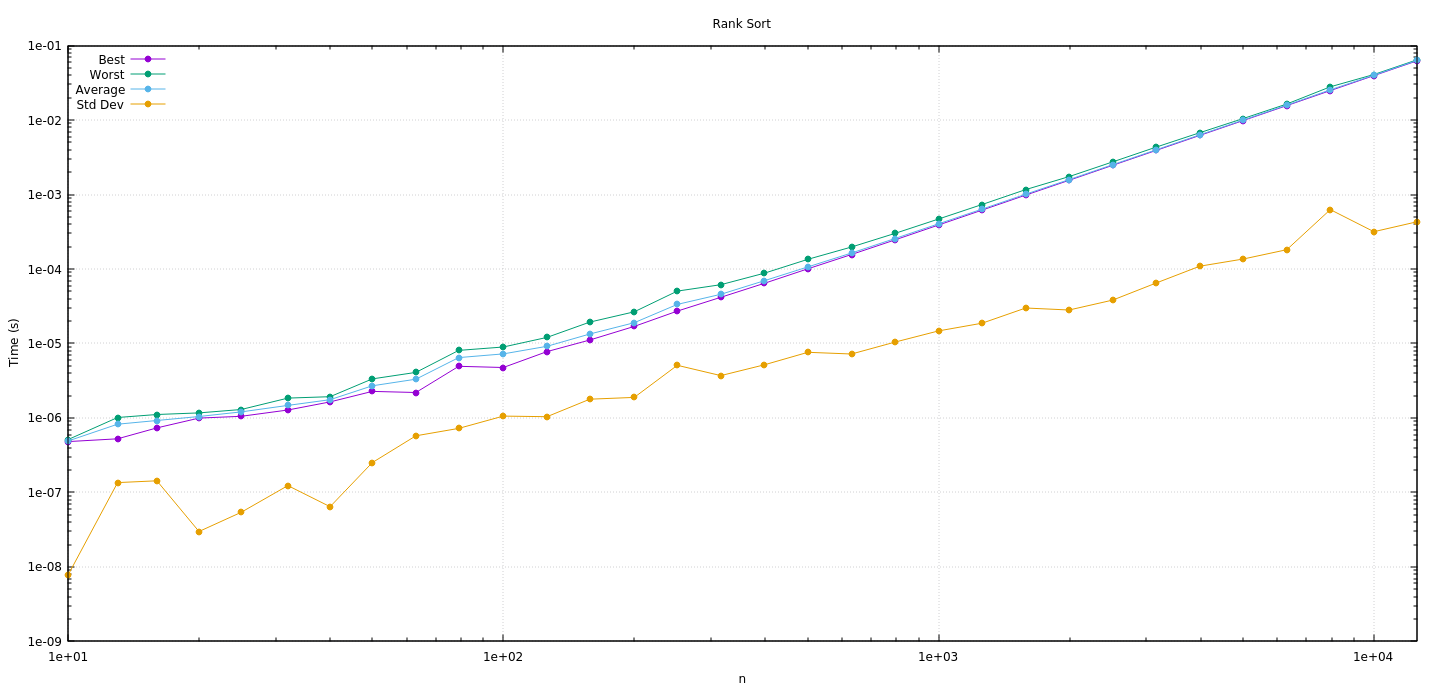 Rank Sort
1e-01
1e-02
1e-03
1e-04
1e-05
1e-06
1e-07
1e-08
1e-09
Time (s)
Best
Worst
Average
Std Dev
1e+01 1e+02 1e+03 1e+04
n